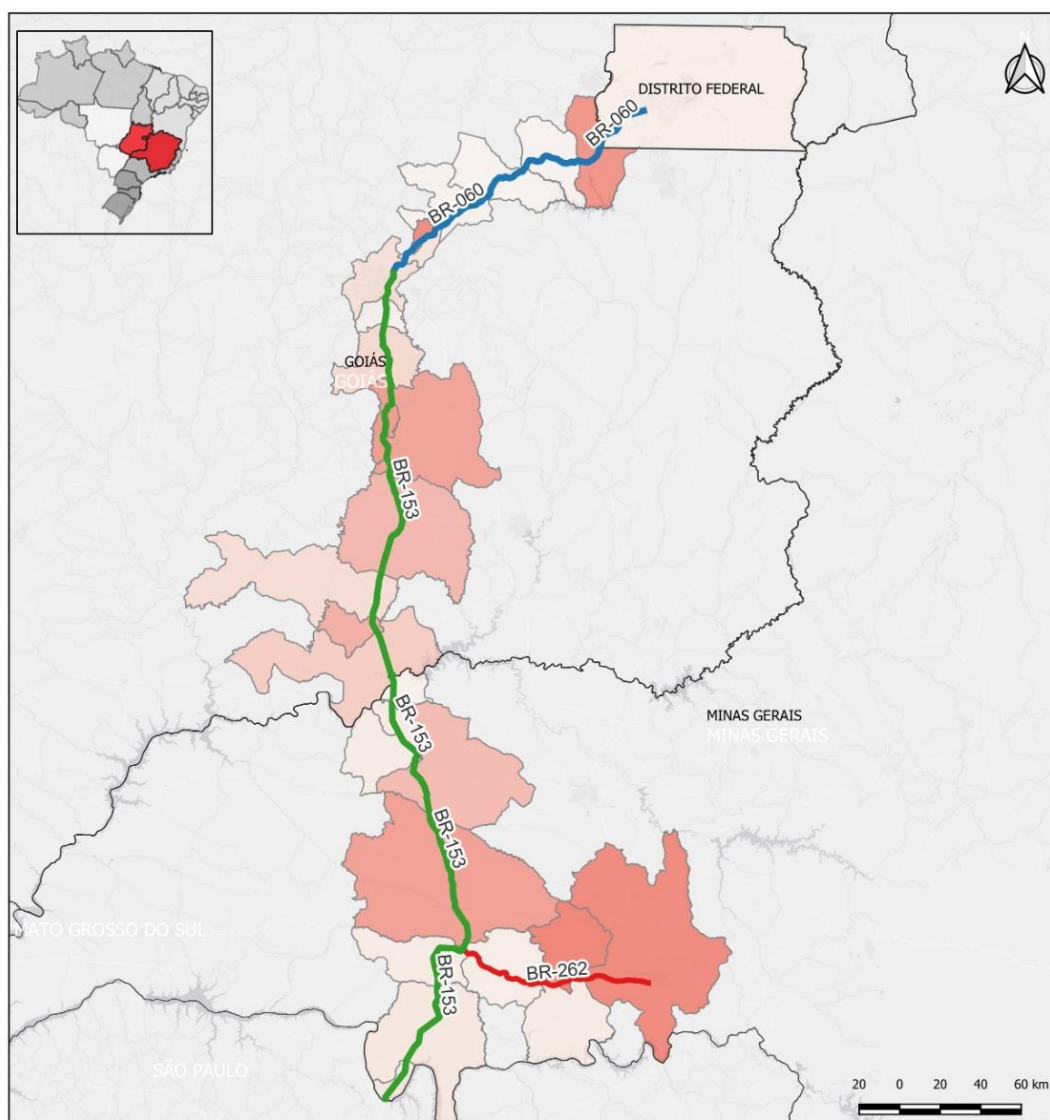 N
DISTRITO FEDERAL
BR-060
BR-060
GOIÁS
GOIÁS
BR-153
BR-153
MINAS GERAIS
MINAS GERAIS
BR-153
MATO GROSSO DO SUL
BR-153
BR-262
SÃO PAULO
20 0 20 40 60 km